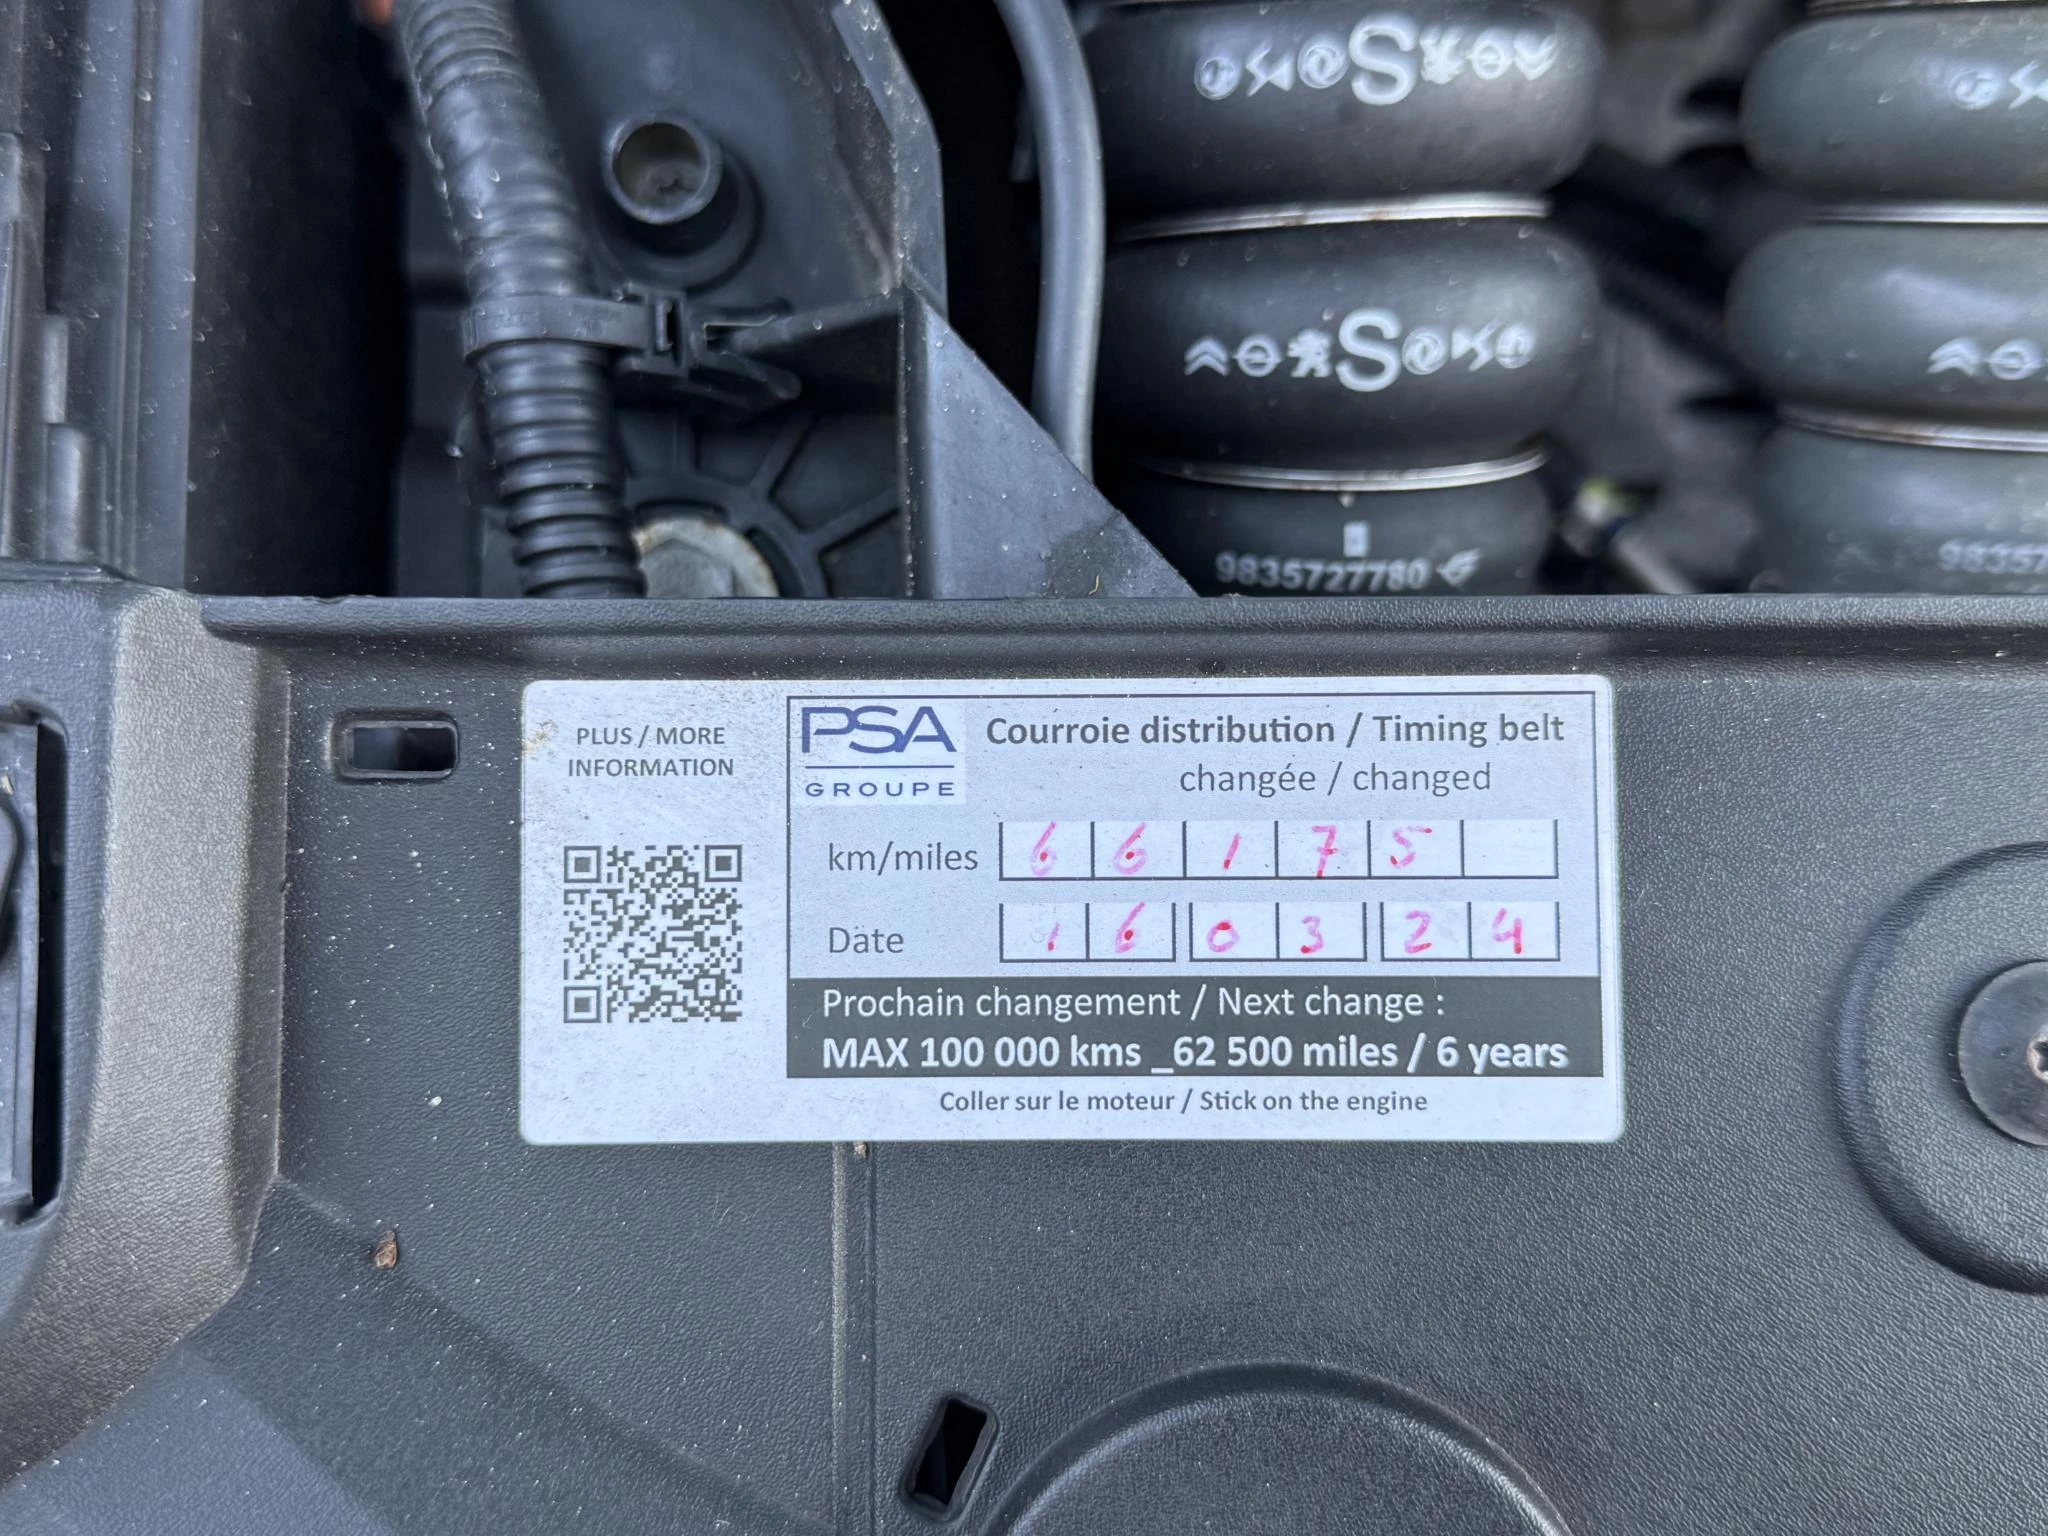 S
S
9835727780
98357
PLUS / MORE
INFORMATION
PSA
GROUPE
Courroie distribution / Timing belt
changée / changed
km/miles 6 6 1 7 5
Date 1 6 0 3 2 4
Prochain changement / Next change :
MAX 100 000 kms _62 500 miles / 6 years
Coller sur le moteur / Stick on the engine